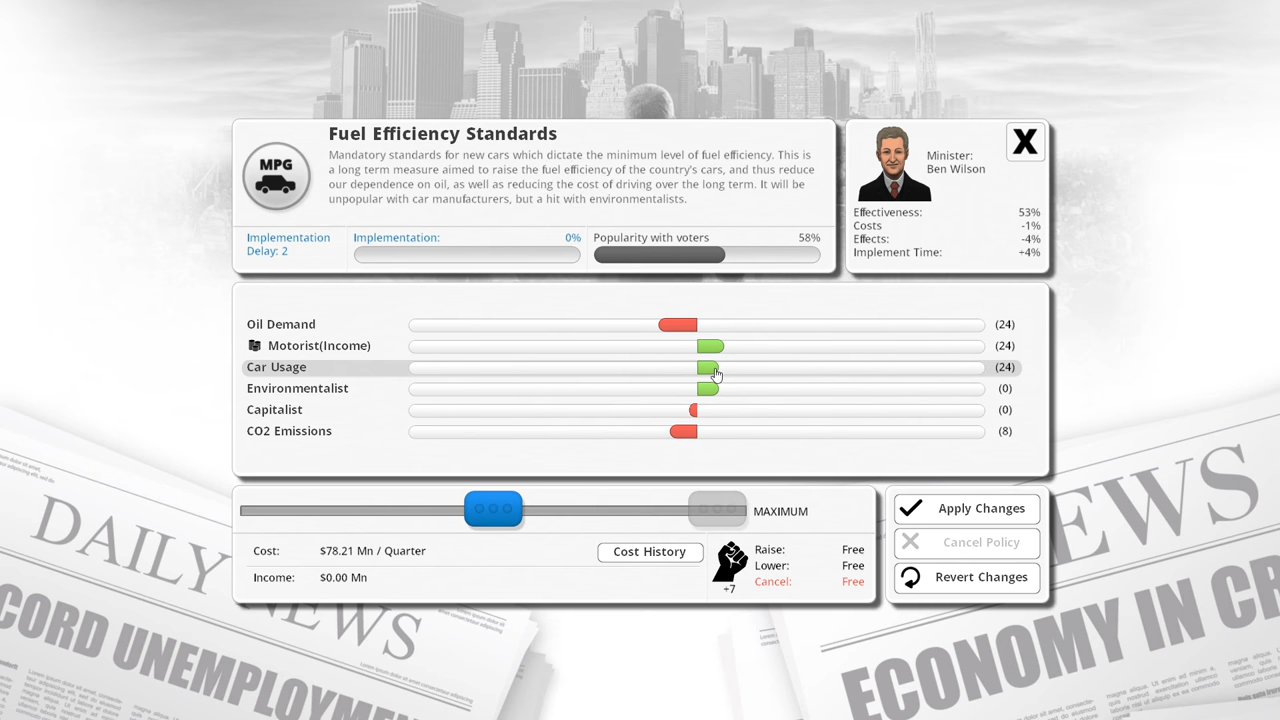 Fuel Efficiency Standards
MPG
Mandatory standards for new cars which dictate the minimum level of fuel efficiency. This is
a long term measure aimed to raise the fuel efficiency of the country's cars, and thus reduce
our dependence on oil, as well as reducing the cost of driving over the long term. It will be
unpopular with car manufacturers, but a hit with environmentalists.
Implementation
Delay: 2
Implementation: 0%
Popularity with voters 58%
X
Minister:
Ben Wilson
Effectiveness: 53%
Costs -1%
Effects: -4%
Implement Time: +4%
Oil Demand (24)
Motorist(Income) (24)
Car Usage (24)
Environmentalist (0)
Capitalist (0)
CO2 Emissions (8)
MAXIMUM
Cost: $78.21 Mn / Quarter
Cost History
Income: $0.00 Mn
+7
Raise: Free
Lower: Free
Cancel: Free
Apply Changes
Cancel Policy
Revert Changes
DAILY NEWS
CORD UNEMPLOYME
EWS
ECONOMY IN CR